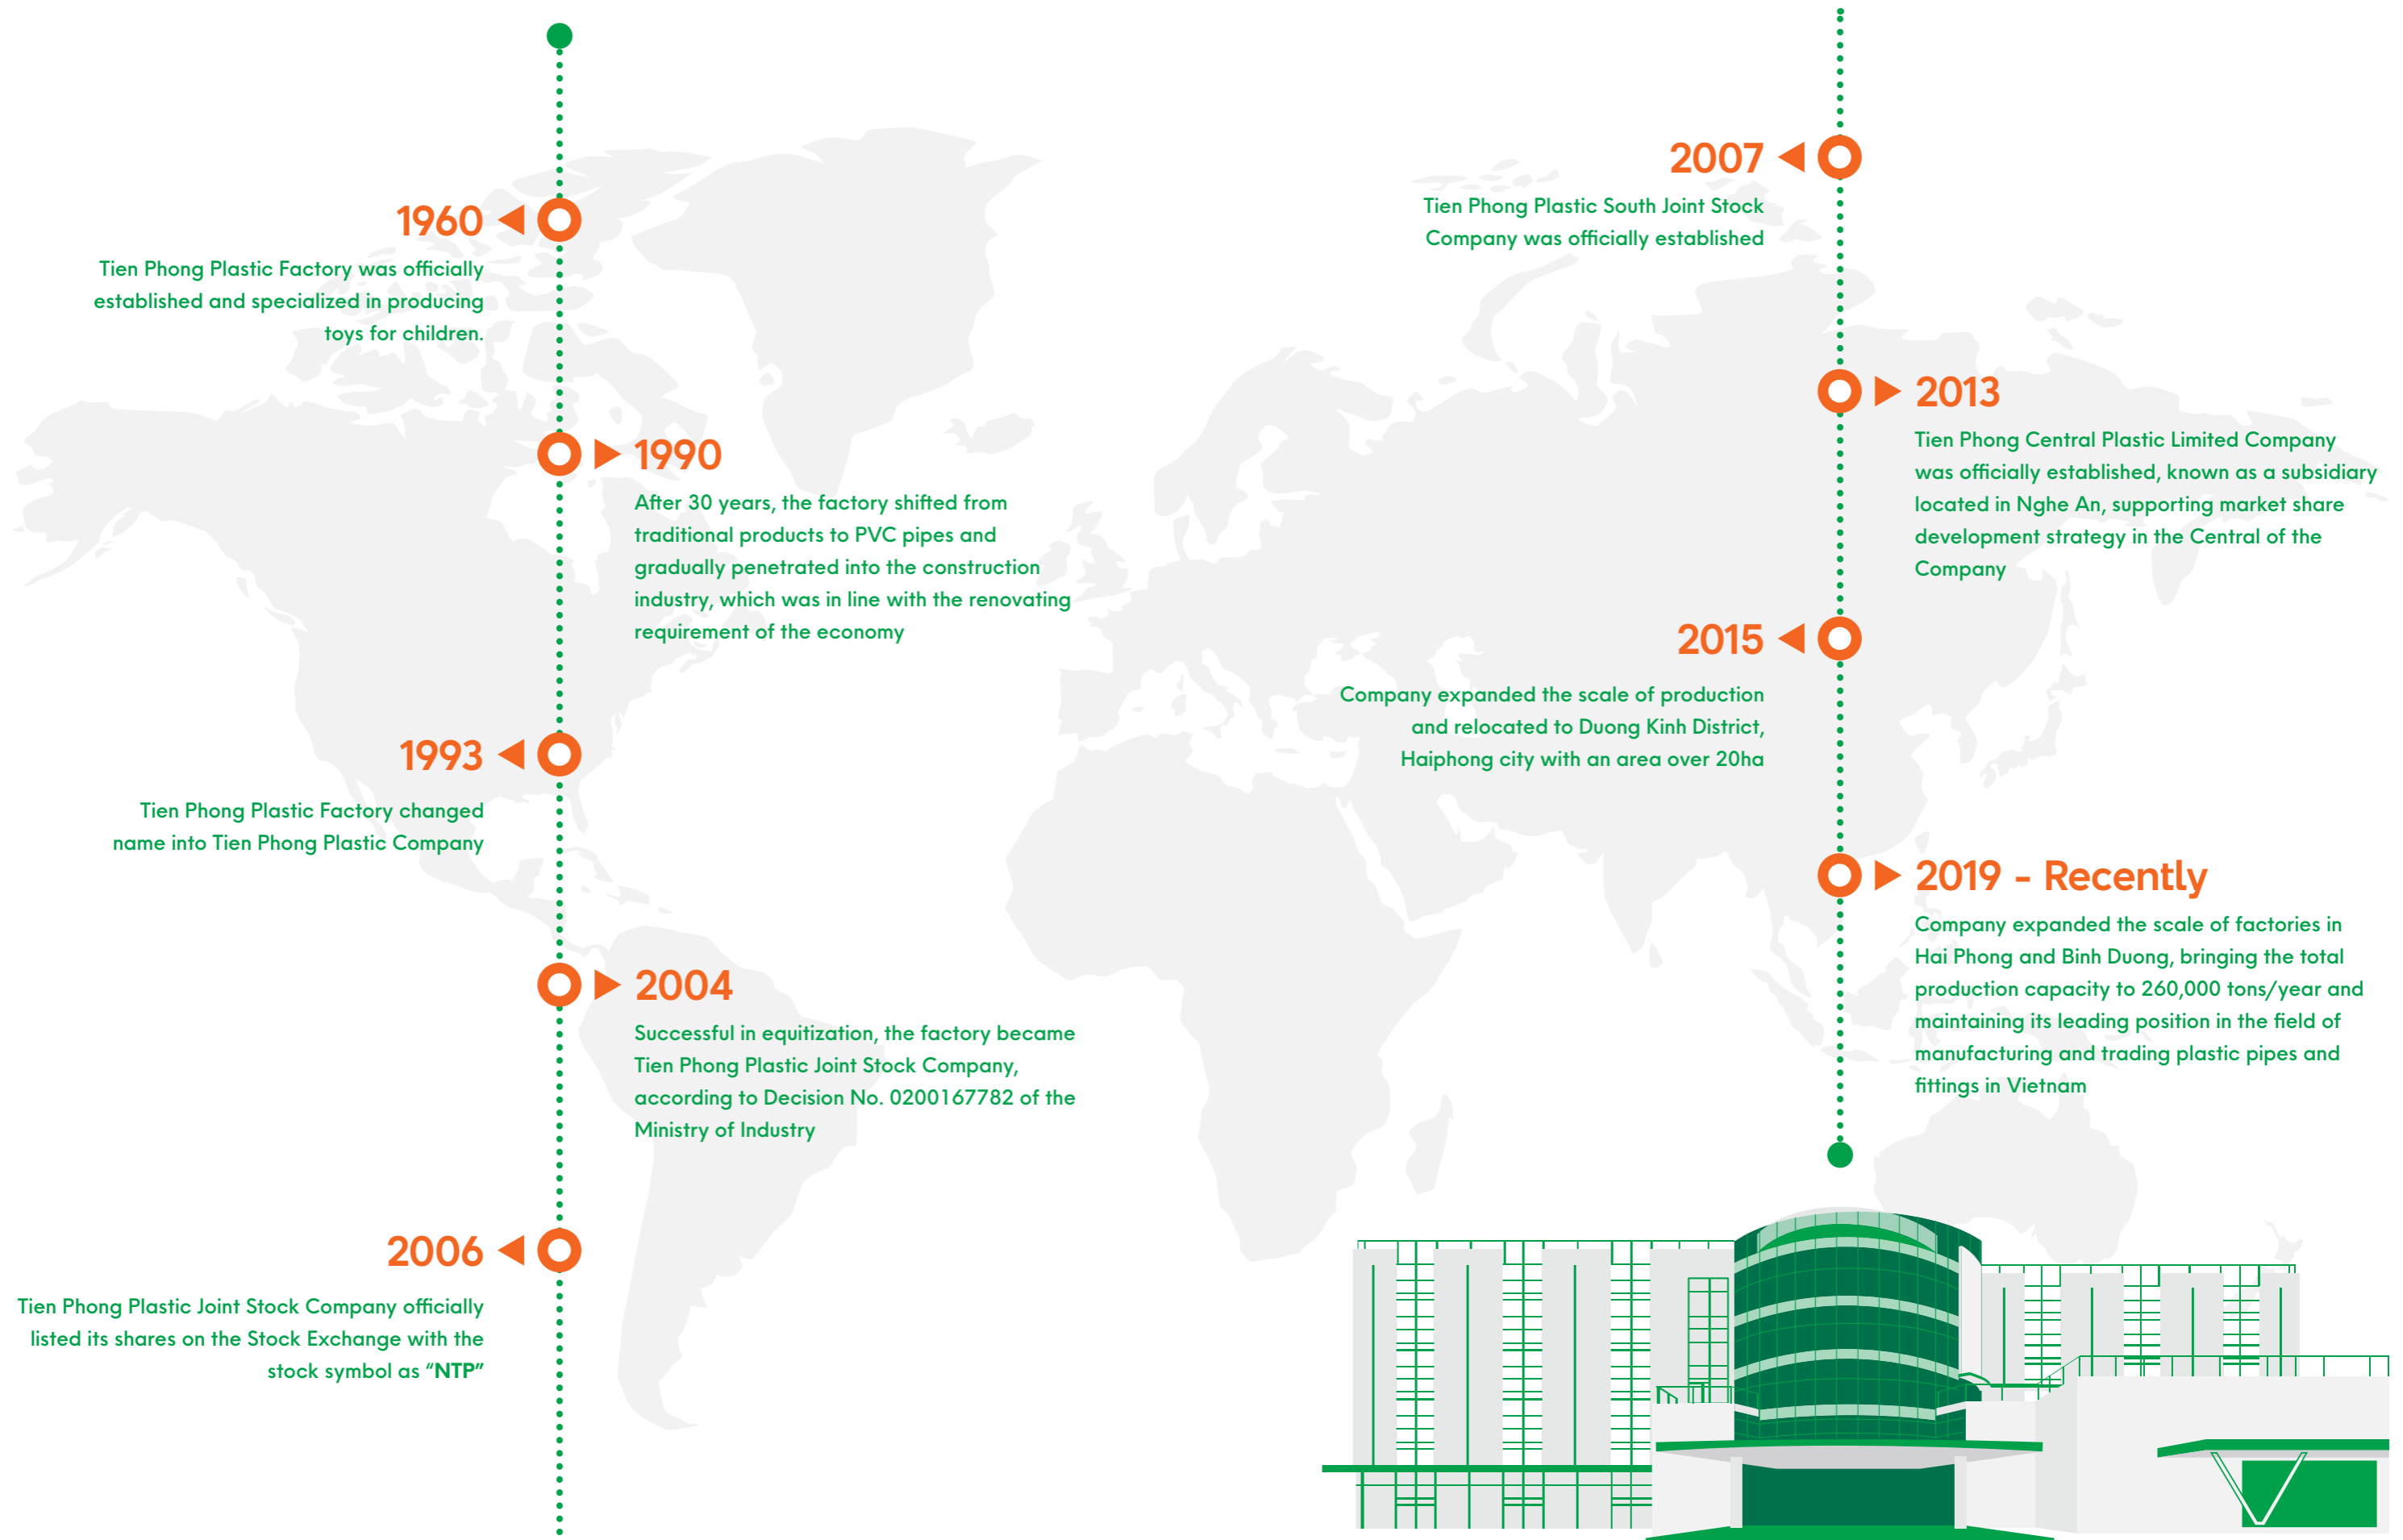 1960
Tien Phong Plastic Factory was officially
established and specialized in producing
toys for children.
1990
After 30 years, the factory shifted from
traditional products to PVC pipes and
gradually penetrated into the construction
industry, which was in line with the renovating
requirement of the economy
1993
Tien Phong Plastic Factory changed
name into Tien Phong Plastic Company
2004
Successful in equitization, the factory became
Tien Phong Plastic Joint Stock Company,
according to Decision No. 0200167782 of the
Ministry of Industry
2006
Tien Phong Plastic Joint Stock Company officially
listed its shares on the Stock Exchange with the
stock symbol as “NTP”
2007
Tien Phong Plastic South Joint Stock
Company was officially established
2013
Tien Phong Central Plastic Limited Company
was officially established, known as a subsidiary
located in Nghe An, supporting market share
development strategy in the Central of the
Company
2015
Company expanded the scale of production
and relocated to Duong Kinh District,
Haiphong city with an area over 20ha
2019 - Recently
Company expanded the scale of factories in
Hai Phong and Binh Duong, bringing the total
production capacity to 260,000 tons/year and
maintaining its leading position in the field of
manufacturing and trading plastic pipes and
fittings in Vietnam